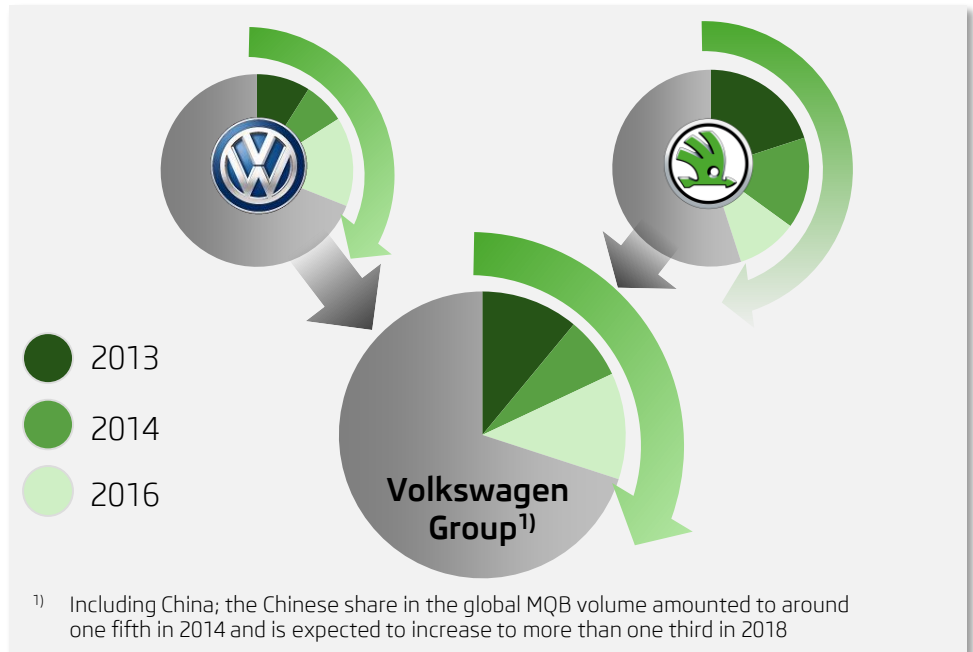 2013
2014
2016
Volkswagen
Group1)
1) Including China; the Chinese share in the global MQB volume amounted to around
one fifth in 2014 and is expected to increase to more than one third in 2018